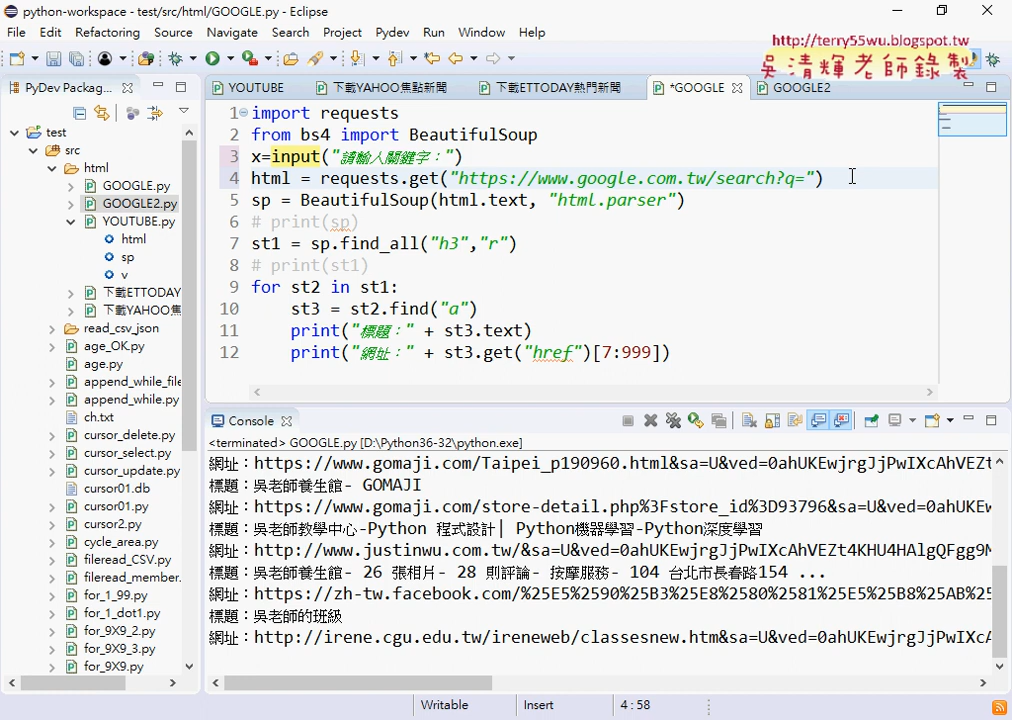 python-workspace - test/src/html/GOOGLE.py - Eclipse
File Edit Refactoring Source Navigate Search Project Pydev Run Window Help
http://terry55wu.blogspot.tw
吳清輝老師錄製
PyDev Packag...
YOUTUBE 下載YAHOO焦點新聞 下載ETTODAY熱門新聞 *GOOGLE GOOGLE2
test
src
html
GOOGLE.py
GOOGLE2.py
YOUTUBE.py
html
sp
v
下載ETTODAY
下載YAHOO焦
read_csv_json
age_OK.py
age.py
append_while_file
append_while.py
ch.txt
cursor_delete.py
cursor_select.py
cursor_update.py
cursor01.db
cursor01.py
cursor2.py
cycle_area.py
fileread_CSV.py
fileread_member.
for_1_99.py
for_1_dot1.py
for_9X9_2.py
for_9X9_3.py
for_9X9.py
1 import requests
2 from bs4 import BeautifulSoup
3 x=input("請輸入關鍵字：")
4 html = requests.get("https://www.google.com.tw/search?q=")
5 sp = BeautifulSoup(html.text, "html.parser")
6 # print(sp)
7 st1 = sp.find_all("h3","r")
8 # print(st1)
9 for st2 in st1:
10 st3 = st2.find("a")
11 print("標題：" + st3.text)
12 print("網址：" + st3.get("href")[7:999])
Console
<terminated> GOOGLE.py [D:\Python36-32\python.exe]
網址：https://www.gomaji.com/Taipei_p190960.html&sa=U&ved=0ahUKEwjrgJjPwIXcAhVEZt
標題：吳老師養生館- GOMAJI
網址：https://www.gomaji.com/store-detail.php%3Fstore_id%3D93796&sa=U&ved=0ahUKEw
標題：吳老師教學中心-Python 程式設計| Python機器學習-Python深度學習
網址：http://www.justinwu.com.tw/&sa=U&ved=0ahUKEwjrgJjPwIXcAhVEZt4KHU4HAlgQFgg9M
標題：吳老師養生館- 26 張相片- 28 則評論- 按摩服務- 104 台北市長春路154 ...
網址：https://zh-tw.facebook.com/%25E5%2590%25B3%25E8%2580%2581%25E5%25B8%25AB%25
標題：吳老師的班級
網址：http://irene.cgu.edu.tw/ireneweb/classesnew.htm&sa=U&ved=0ahUKEwjrgJjPwIXcA
Writable Insert 4 : 58